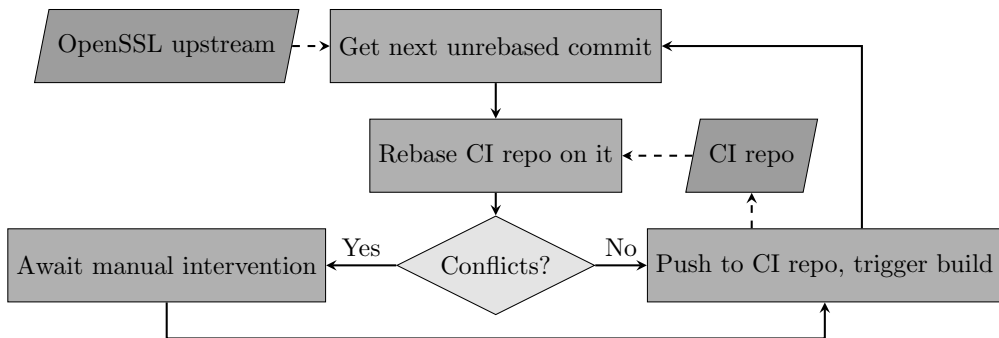 OpenSSL upstream
Get next unrebased commit
Rebase CI repo on it
CI repo
Yes
No
Await manual intervention
Conflicts?
Push to CI repo, trigger build